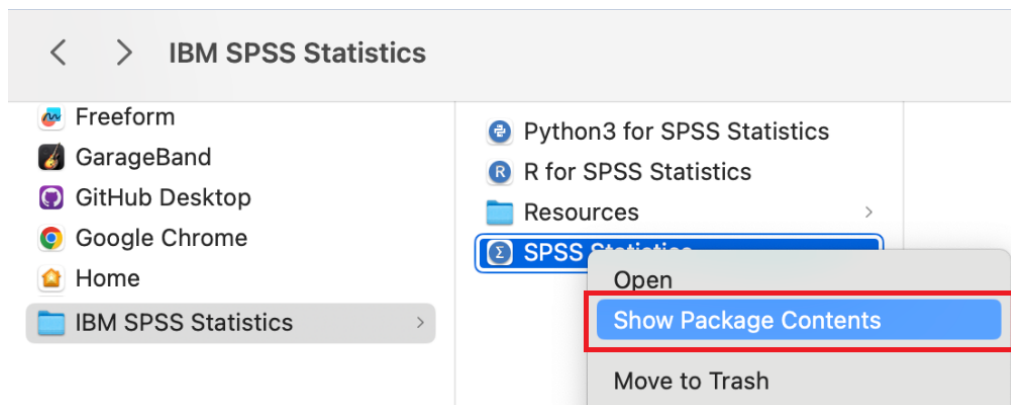 IBM SPSS Statistics
Freeform
GarageBand
GitHub Desktop
Google Chrome
Home
IBM SPSS Statistics
Python3 for SPSS Statistics
R for SPSS Statistics
Resources
SPSS Statistics
Open
Show Package Contents
Move to Trash